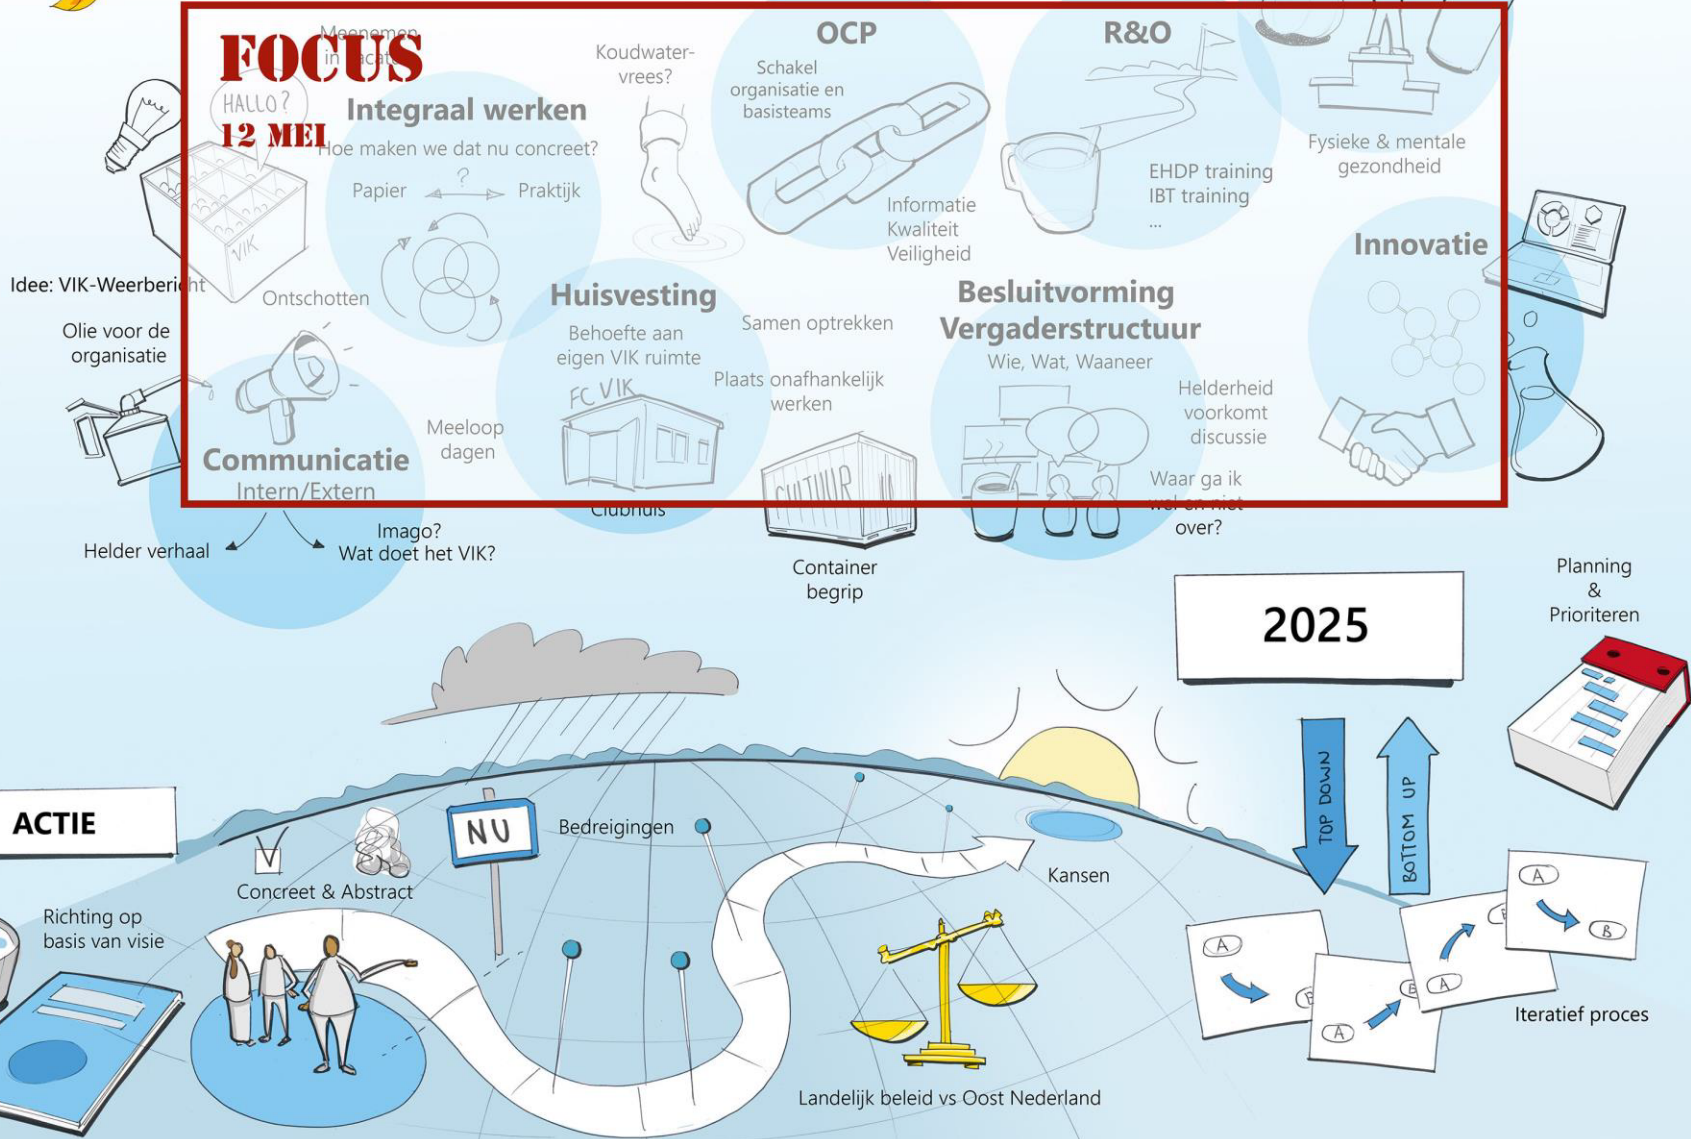 FOCUS
12 MEI
Meenemen
in
HALLO?
VIK
Integraal werken
Hoe maken we dat nu concreet?
?
Papier
Praktijk
Ontschotten
Koudwater-
vrees?
OCP
Schakel
organisatie en
basisteams
Informatie
Kwaliteit
Veiligheid
R&O
EHDP training
IBT training
...
Fysieke & mentale
gezondheid
Innovatie
Idee: VIK-Weerbericht
Olie voor de
organisatie
Communicatie
Intern/Extern
Helder verhaal
Imago?
Wat doet het VIK?
Meeloop
dagen
Huisvesting
Behoefte aan
eigen VIK ruimte
FC VIK
Clubhuis
Samen optrekken
Plaats onafhankelijk
werken
CULTUUR
Container
begrip
Besluitvorming
Vergaderstructuur
Wie, Wat, Waaneer
Helderheid
voorkomt
discussie
Waar ga ik
wel en niet
over?
2025
Planning
&
Prioriteren
TOP DOWN
BOTTOM UP
ACTIE
V
Concreet & Abstract
NU
Bedreigingen
Kansen
Richting op
basis van visie
Landelijk beleid vs Oost Nederland
A
B
A
B
A
A
B
Iteratief proces